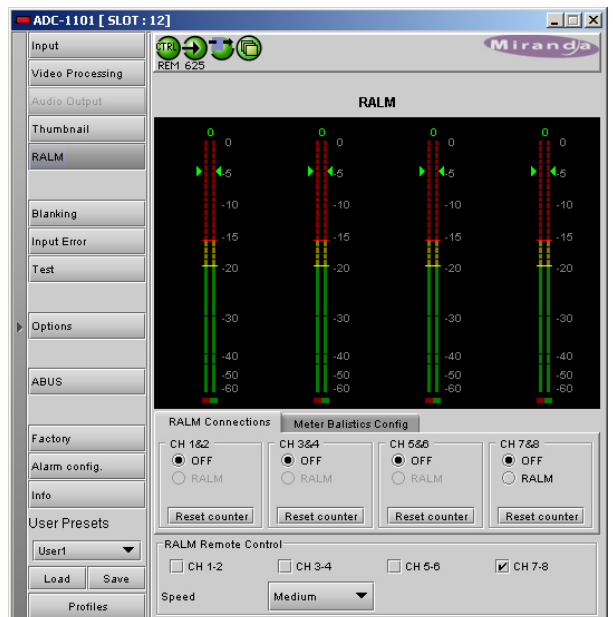 ADC-1101 [ SLOT : 12]
Input
Video Processing
Audio Output
Thumbnail
RALM
Blanking
Input Error
Test
Options
ABUS
Factory
Alarm config.
Info
User Presets
User1
Load Save
Profiles
CTRL
REM 625
Miranda
RALM
0 0 0 0
0 0 0 0
-5 -5 -5 -5
-10 -10 -10 -10
-15 -15 -15 -15
-20 -20 -20 -20
-30 -30 -30 -30
-40 -40 -40 -40
-50 -50 -50 -50
-60 -60 -60 -60
RALM Connections Meter Balistics Config
CH 1&2 CH 3&4 CH 5&6 CH 7&8
OFF OFF OFF OFF
RALM RALM RALM RALM
Reset counter Reset counter Reset counter Reset counter
RALM Remote Control
CH 1-2 CH 3-4 CH 5-6 CH 7-8
Speed Medium